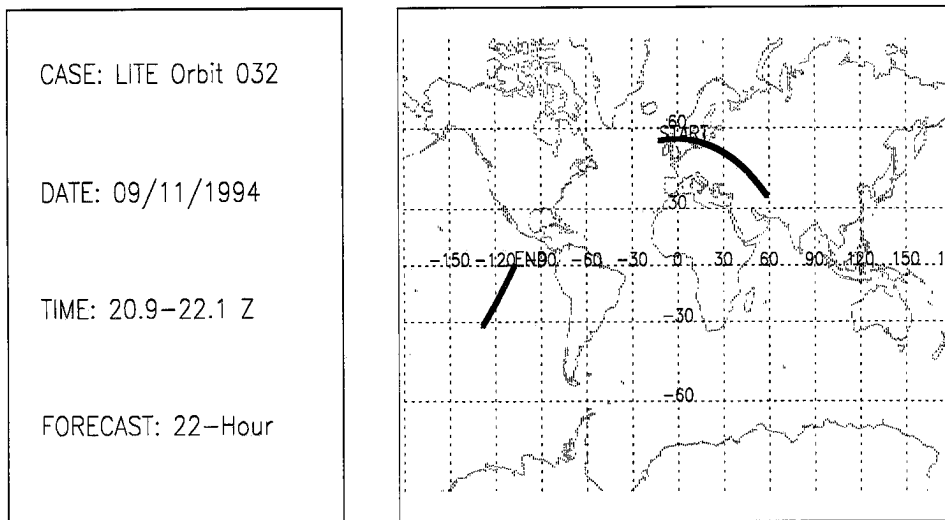 CASE: LITE Orbit 032
DATE: 09/11/1994
TIME: 20.9-22.1 Z
FORECAST: 22-Hour
60
START
30
-150 -120 END -90 -60 -30 0 30 60 90 120 150
-30
-60